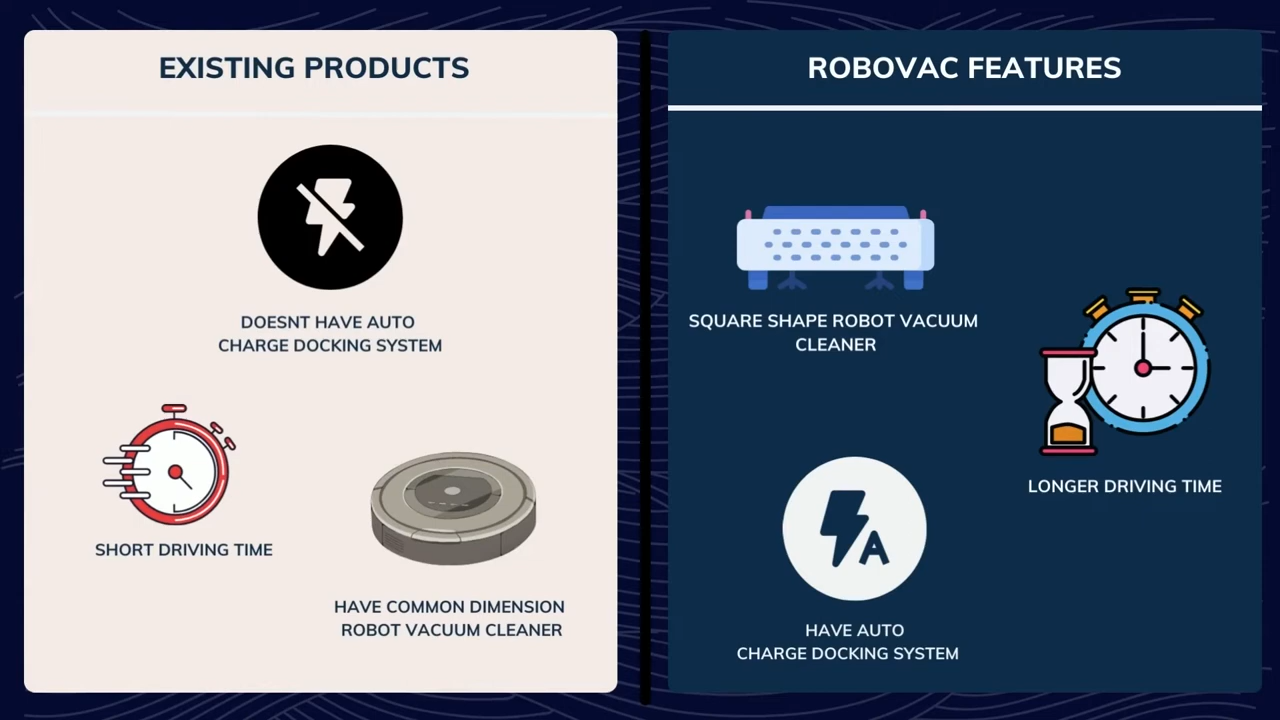 EXISTING PRODUCTS
DOESNT HAVE AUTO
CHARGE DOCKING SYSTEM
SHORT DRIVING TIME
HAVE COMMON DIMENSION
ROBOT VACUUM CLEANER
ROBOVAC FEATURES
SQUARE SHAPE ROBOT VACUUM
CLEANER
LONGER DRIVING TIME
A
HAVE AUTO
CHARGE DOCKING SYSTEM